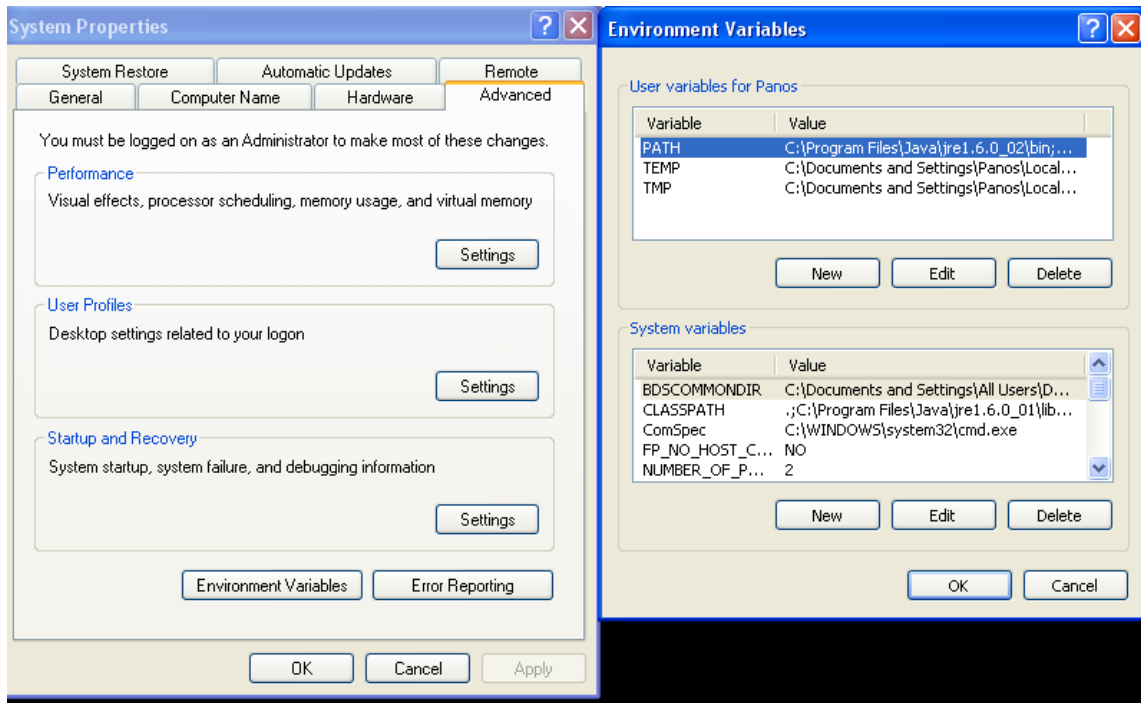 System Properties
System Restore Automatic Updates Remote
General Computer Name Hardware Advanced
You must be logged on as an Administrator to make most of these changes.
Performance
Visual effects, processor scheduling, memory usage, and virtual memory
Settings
User Profiles
Desktop settings related to your logon
Settings
Startup and Recovery
System startup, system failure, and debugging information
Settings
Environment Variables Error Reporting
OK Cancel Apply
Environment Variables
User variables for Panos
Variable Value
PATH C:\Program Files\Java\jre1.6.0_02\bin;...
TEMP C:\Documents and Settings\Panos\Local...
TMP C:\Documents and Settings\Panos\Local...
New Edit Delete
System variables
Variable Value
BDSCOMMONDIR C:\Documents and Settings\All Users\D...
CLASSPATH .;C:\Program Files\Java\jre1.6.0_01\lib...
ComSpec C:\WINDOWS\system32\cmd.exe
FP_NO_HOST_C... NO
NUMBER_OF_P... 2
New Edit Delete
OK Cancel